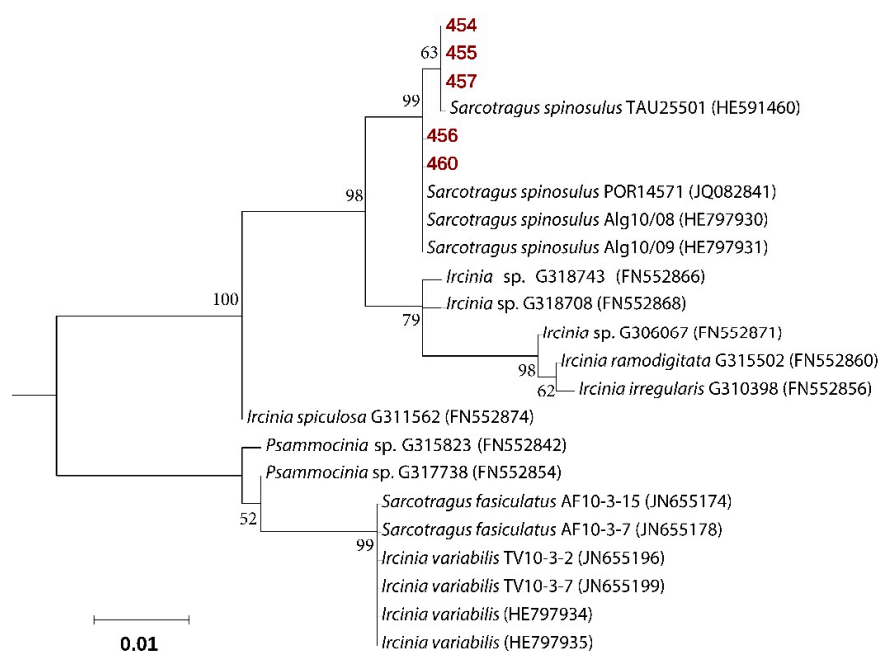 454
63
455
457
99
Sarcotragus spinosulus TAU25501 (HE591460)
456
460
98
Sarcotragus spinosulus POR14571 (JQ082841)
Sarcotragus spinosulus Alg10/08 (HE797930)
Sarcotragus spinosulus Alg10/09 (HE797931)
Ircinia sp. G318743 (FN552866)
100
Ircinia sp. G318708 (FN552868)
79
Ircinia sp. G306067 (FN552871)
Ircinia ramodigitata G315502 (FN552860)
98
62
Ircinia irregularis G310398 (FN552856)
Ircinia spiculosa G311562 (FN552874)
Psammocinia sp. G315823 (FN552842)
Psammocinia sp. G317738 (FN552854)
Sarcotragus fasiculatus AF10-3-15 (JN655174)
52
Sarcotragus fasiculatus AF10-3-7 (JN655178)
99
Ircinia variabilis TV10-3-2 (JN655196)
Ircinia variabilis TV10-3-7 (JN655199)
Ircinia variabilis (HE797934)
Ircinia variabilis (HE797935)
0.01